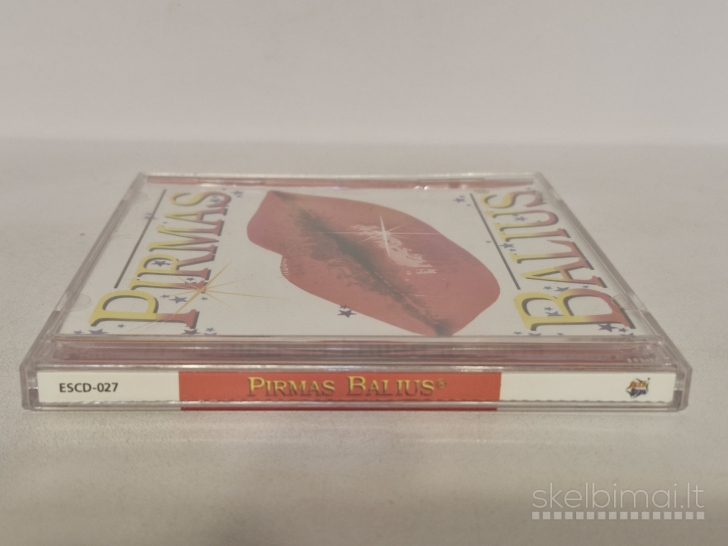 PIRMAS
BALIUS
ESCD-027
PIRMAS BALIUS
skelbimai.lt